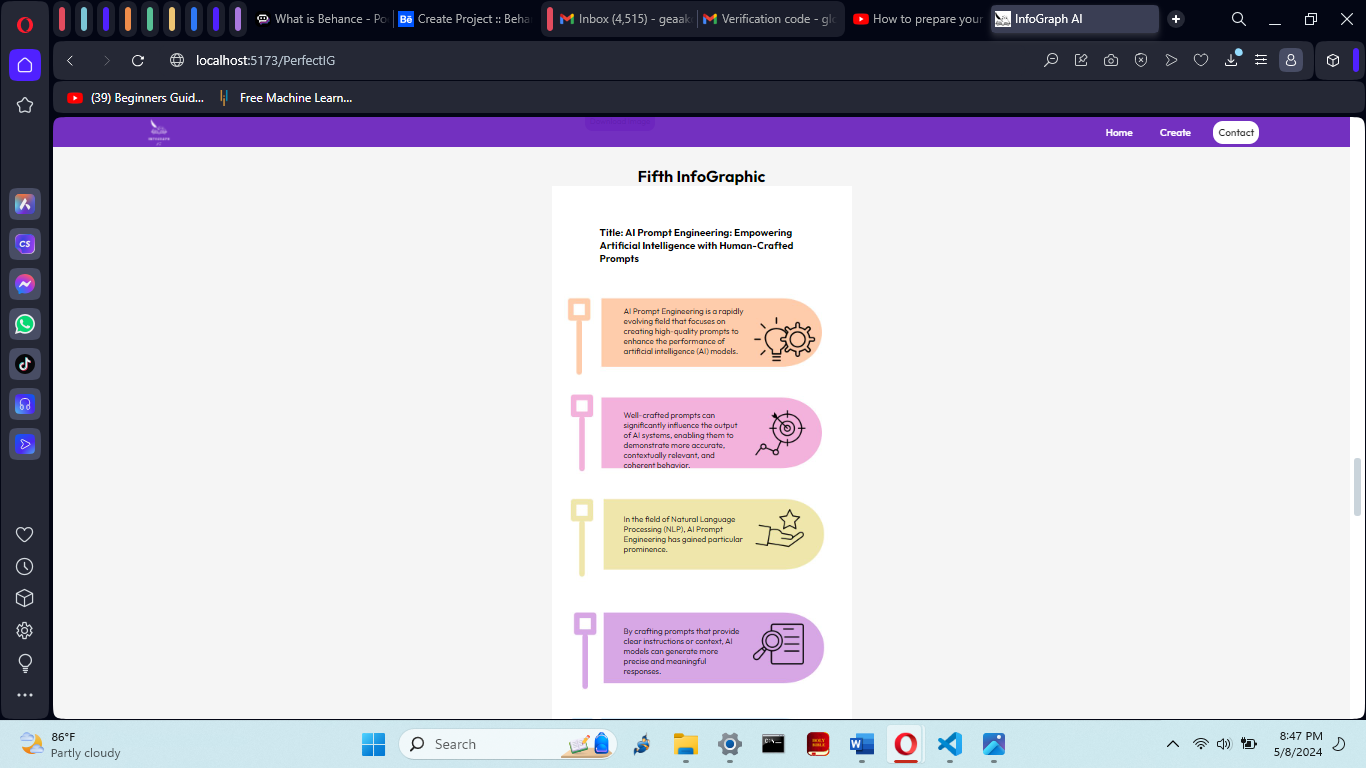 What is Behance - Po
Create Project :: Beha
Inbox (4,515) - geaak
Verification code - gl
How to prepare your
InfoGraph AI
localhost:5173/PerfectIG
(39) Beginners Guid...
Free Machine Learn...
Home
Create
Contact
Fifth InfoGraphic
Title: AI Prompt Engineering: Empowering
Artificial Intelligence with Human-Crafted
Prompts
AI Prompt Engineering is a rapidly
evolving field that focuses on
creating high-quality prompts to
enhance the performance of
artificial intelligence (AI) models.
Well-crafted prompts can
significantly influence the output
of AI systems, enabling them to
demonstrate more accurate,
contextually relevant, and
coherent behavior.
In the field of Natural Language
Processing (NLP), AI Prompt
Engineering has gained particular
prominence.
By crafting prompts that provide
clear instructions or context, AI
models can generate more
precise and meaningful
responses.
86°F
Partly cloudy
Search
8:47 PM
5/8/2024